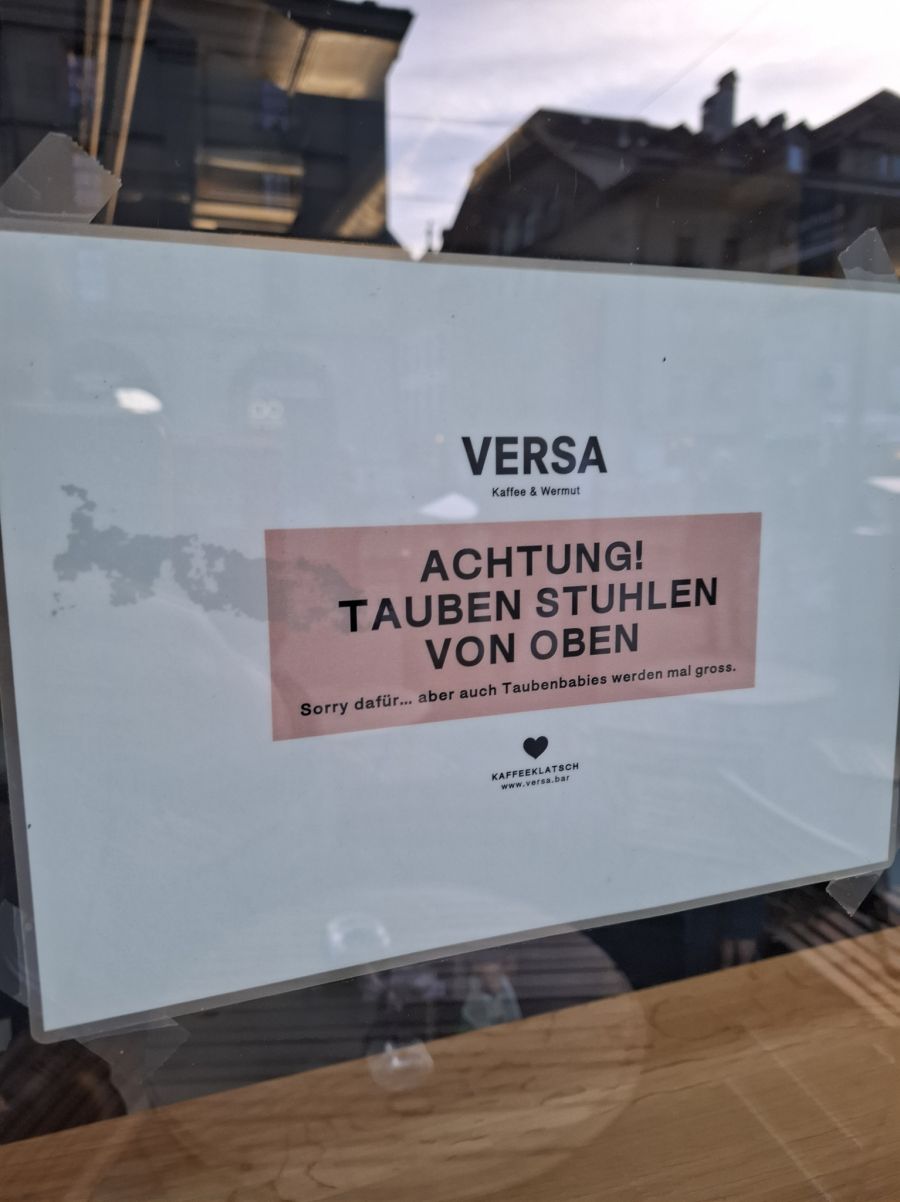 VERSA
Kaffee & Wermut
ACHTUNG!
TAUBEN STUHLEN
VON OBEN
Sorry dafür... aber auch Taubenbabies werden mal gross.
KAFFEEKLATSCH
www.versa.bar